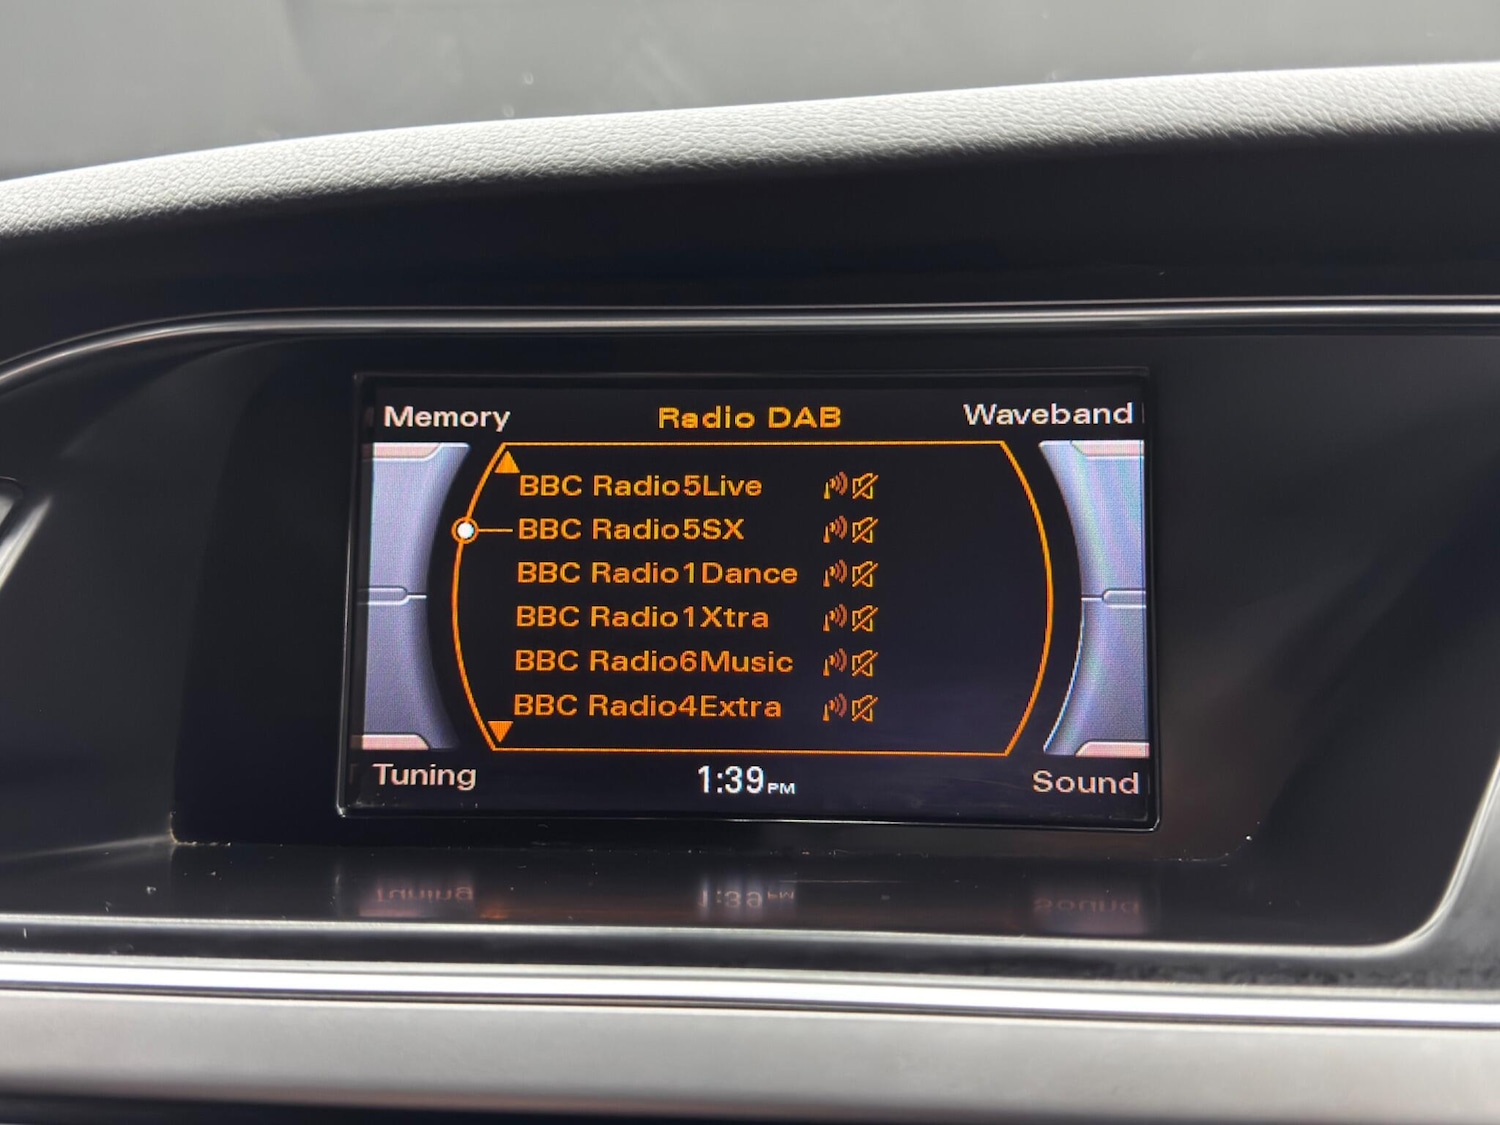 Memory Radio DAB Waveband
BBC Radio5Live
BBC Radio5SX
BBC Radio1Dance
BBC Radio1Xtra
BBC Radio6Music
BBC Radio4Extra
Tuning 1:39PM Sound